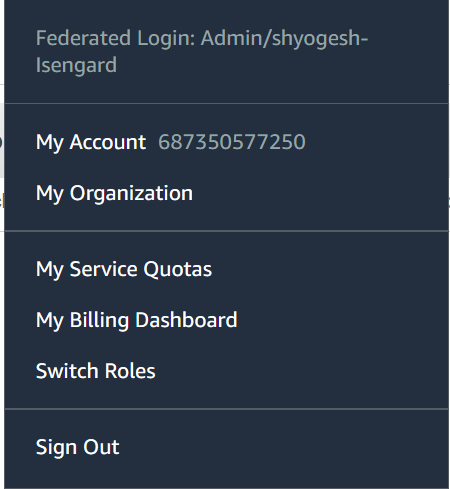 Federated Login: Admin/shyogesh-
Isengard
My Account 687350577250
My Organization
My Service Quotas
My Billing Dashboard
Switch Roles
Sign Out